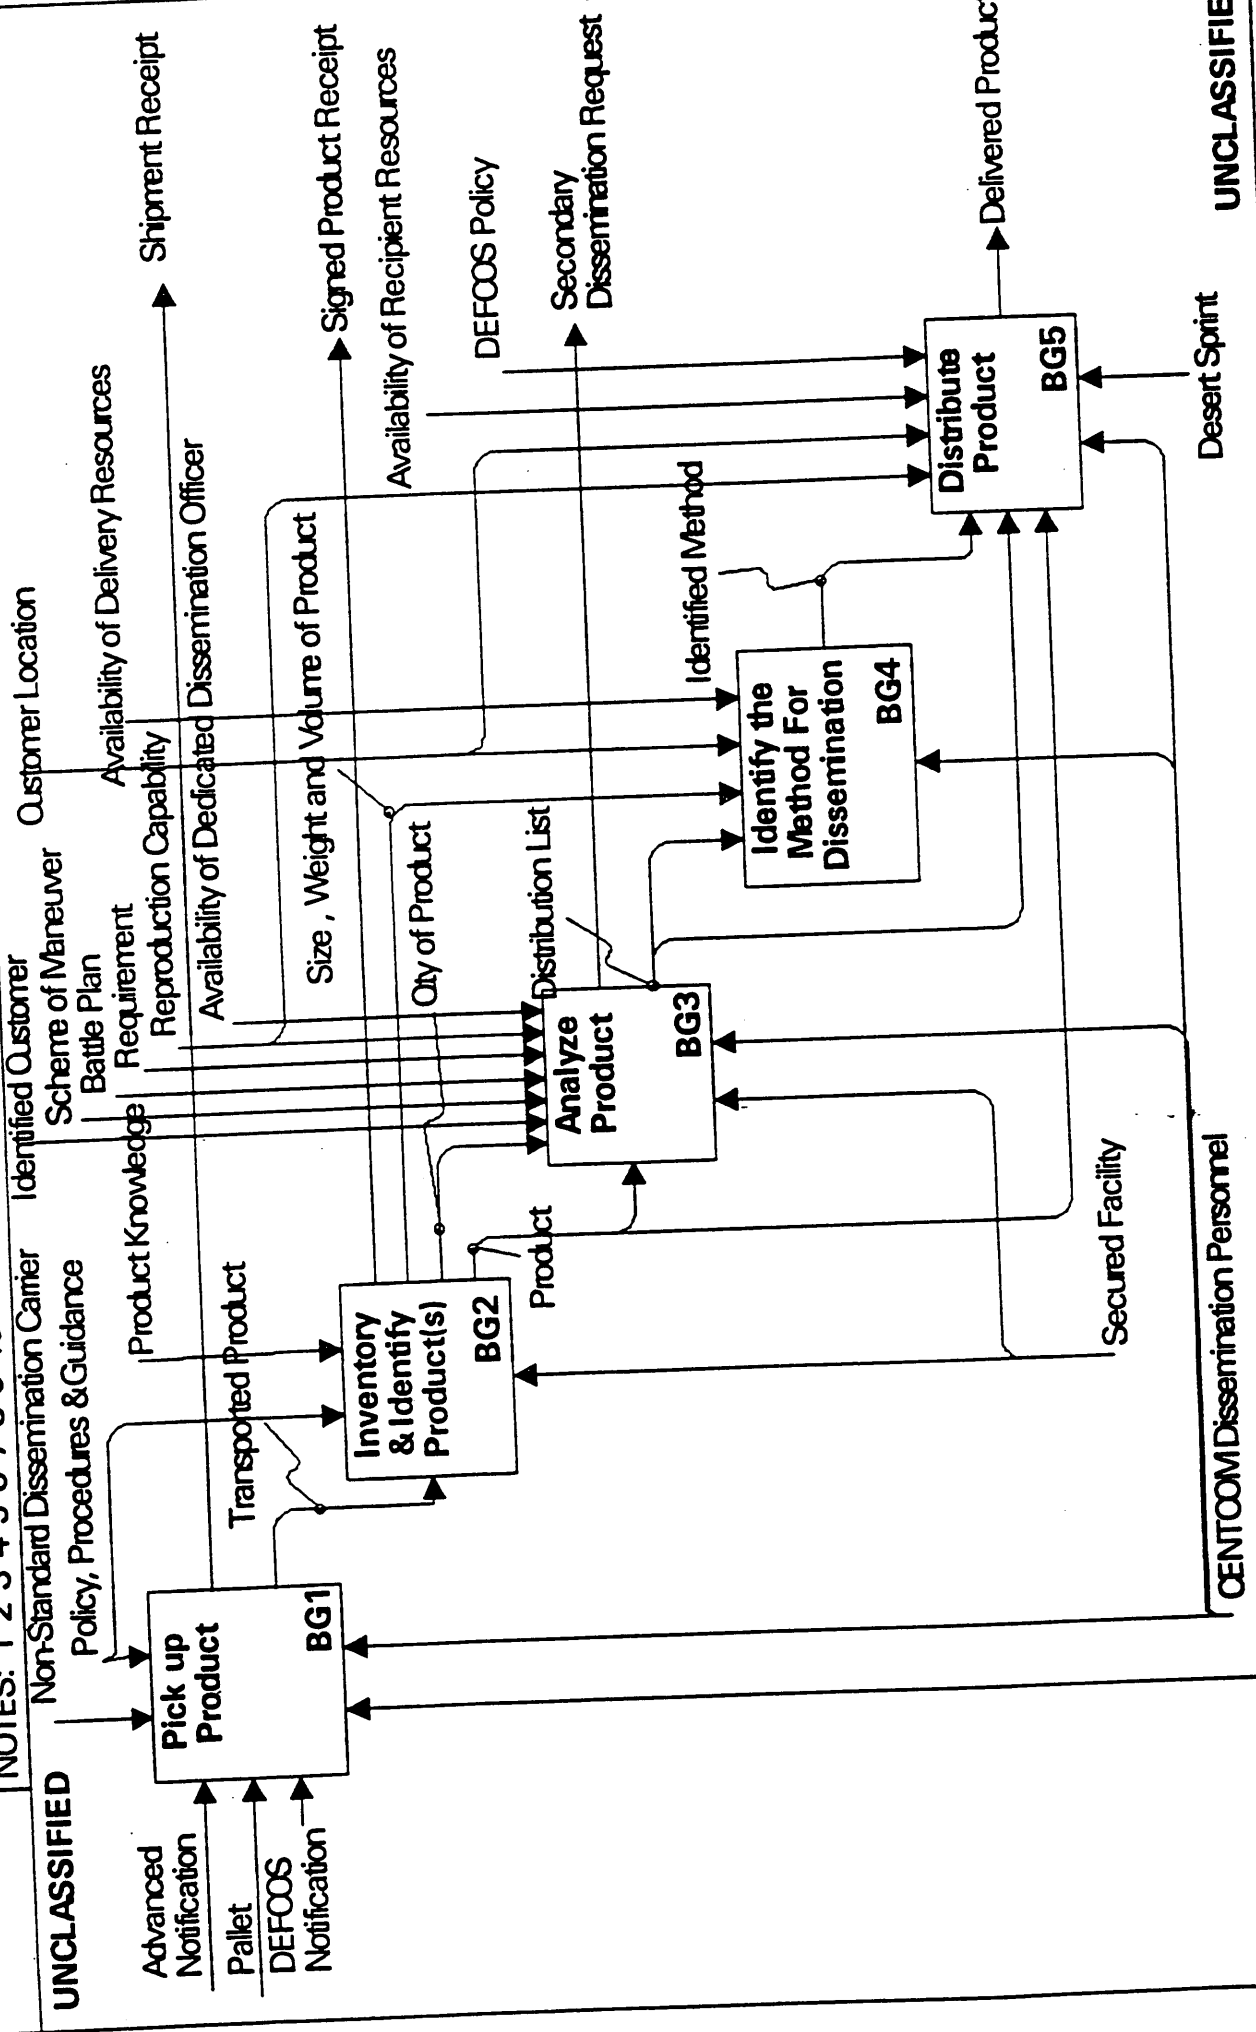 NOTES: 1 2 3 4 5 6 7 8
UNCLASSIFIED
Non-Standard Dissemination Carrier
Policy, Procedures & Guidance
Identified Customer
Scheme of Maneuver
Battle Plan
Requirement
Reproduction Capability
Availability of Dedicated Dissemination Officer
Customer Location
Availability of Delivery Resources
Shipment Receipt
Product Knowledge
Transported Product
Size , Weight and Volume of Product
Signed Product Receipt
Availability of Recipient Resources
Qty of Product
DEFCOS Policy
Distribution List
Secondary
Dissemination Request
Advanced
Notification
Pallet
DEFCOS
Notification
Pick up
Product
BG1
Inventory
& Identify
Product(s)
BG2
Product
Analyze
Product
BG3
Identified Method
Identify the
Method For
Dissemination
BG4
Distribute
Product
BG5
Delivered Produc
Secured Facility
Desert Sprint
CENTCOM Dissemination Personnel
UNCLASSIFIE